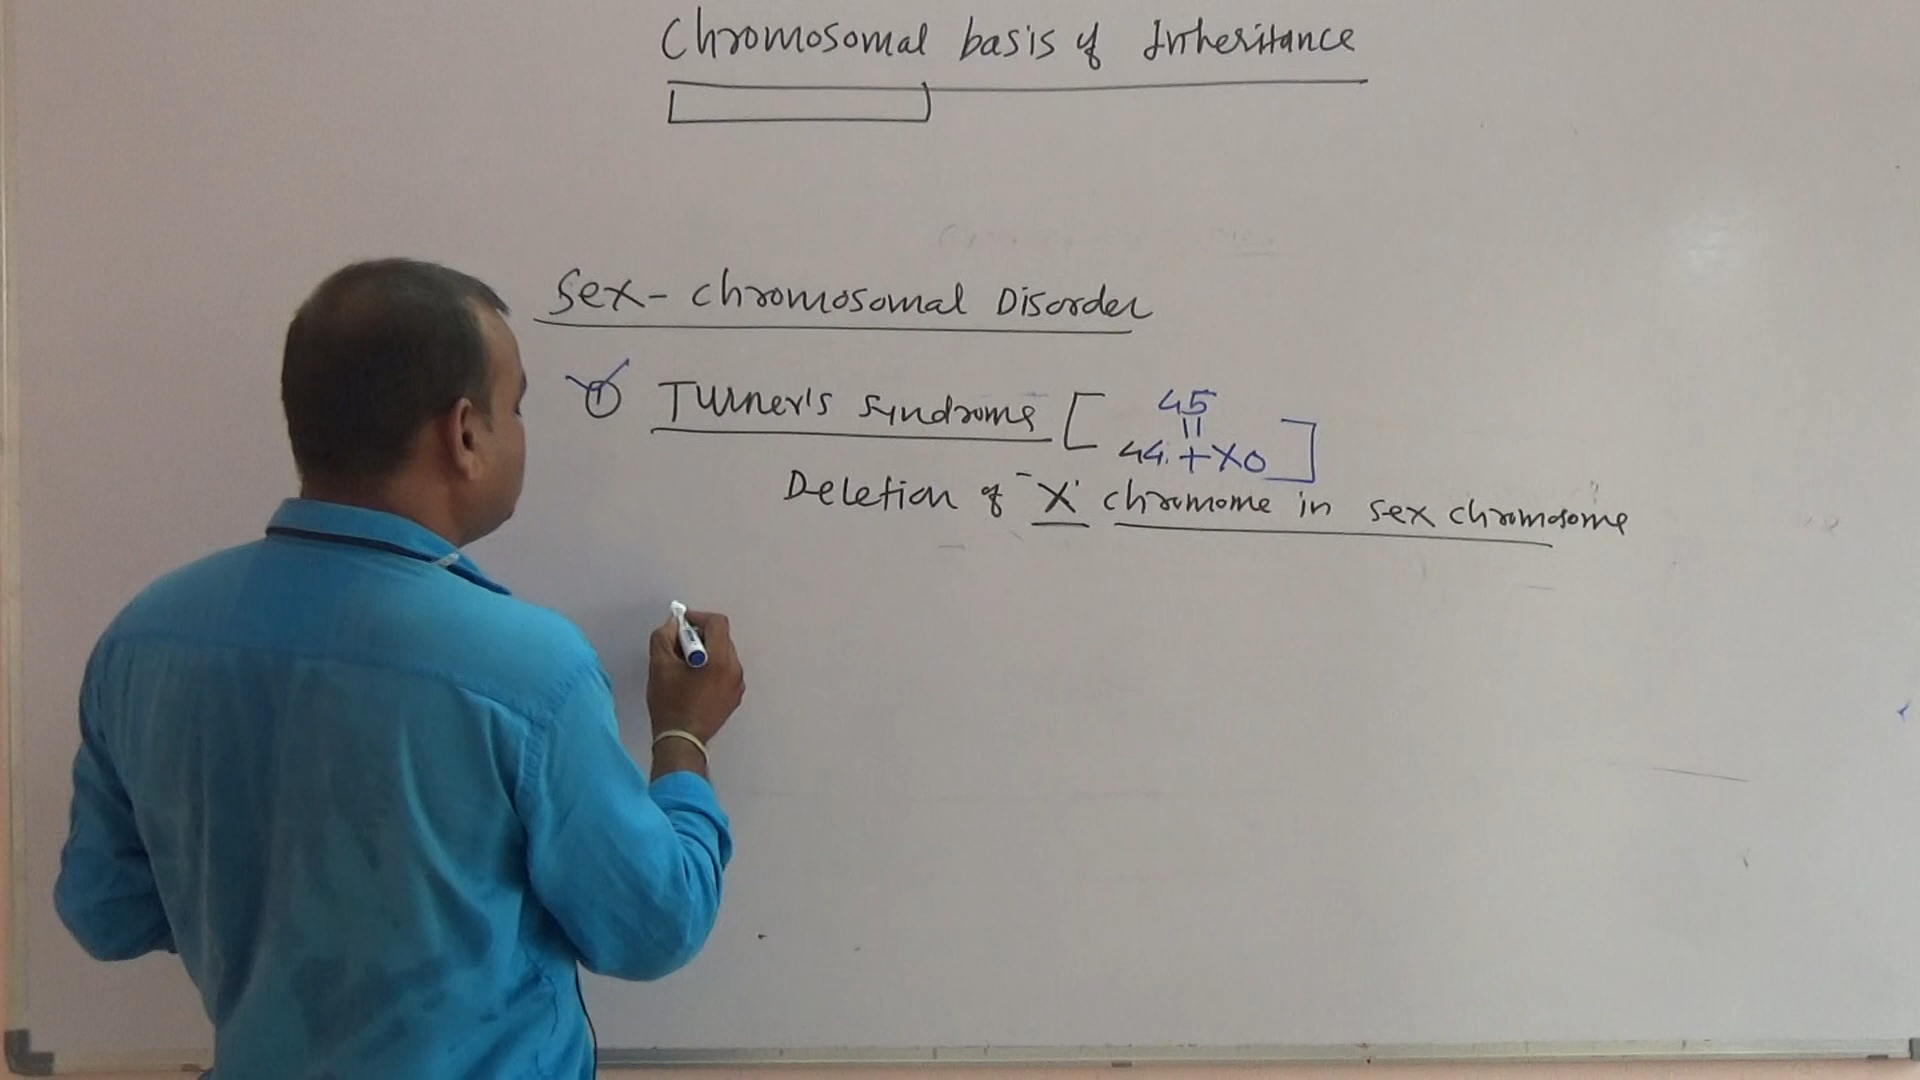 Chromosomal basis of Inheritance
Sex-chromosomal Disorder
① Turner's Syndrome [ 45
44 + XO ]
Deletion of 'X' chromome in sex chromosome